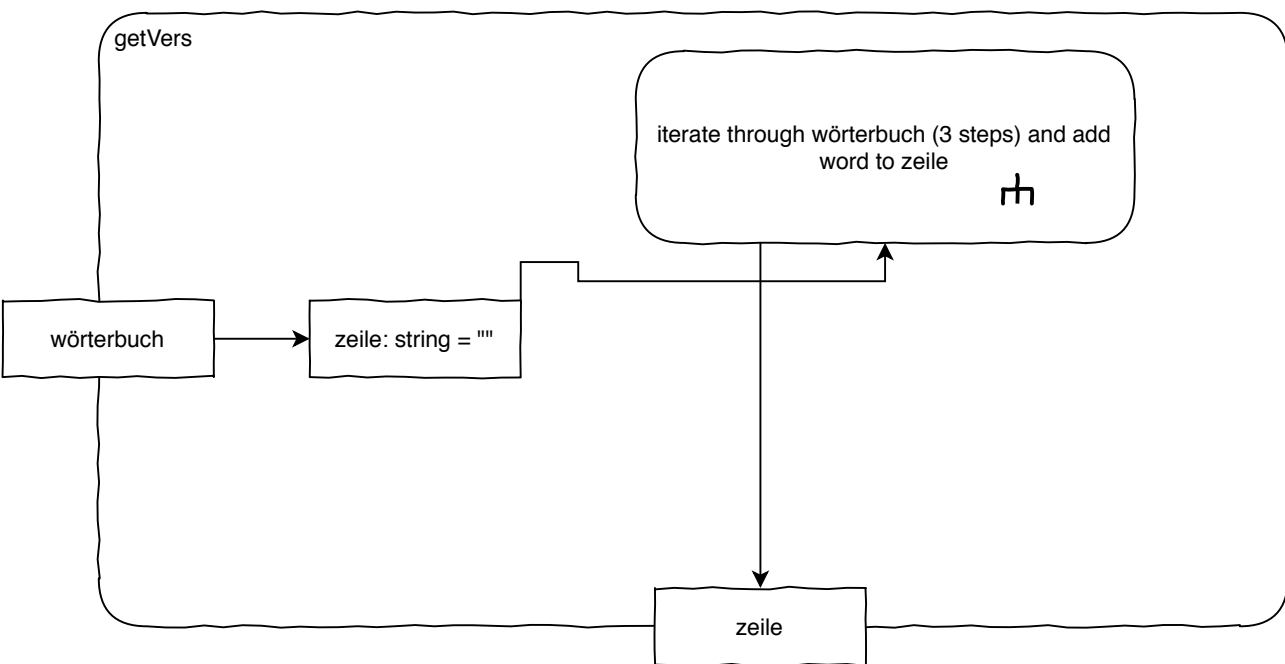 getVers
iterate through wörterbuch (3 steps) and add
word to zeile
wörterbuch
zeile: string = ""
zeile